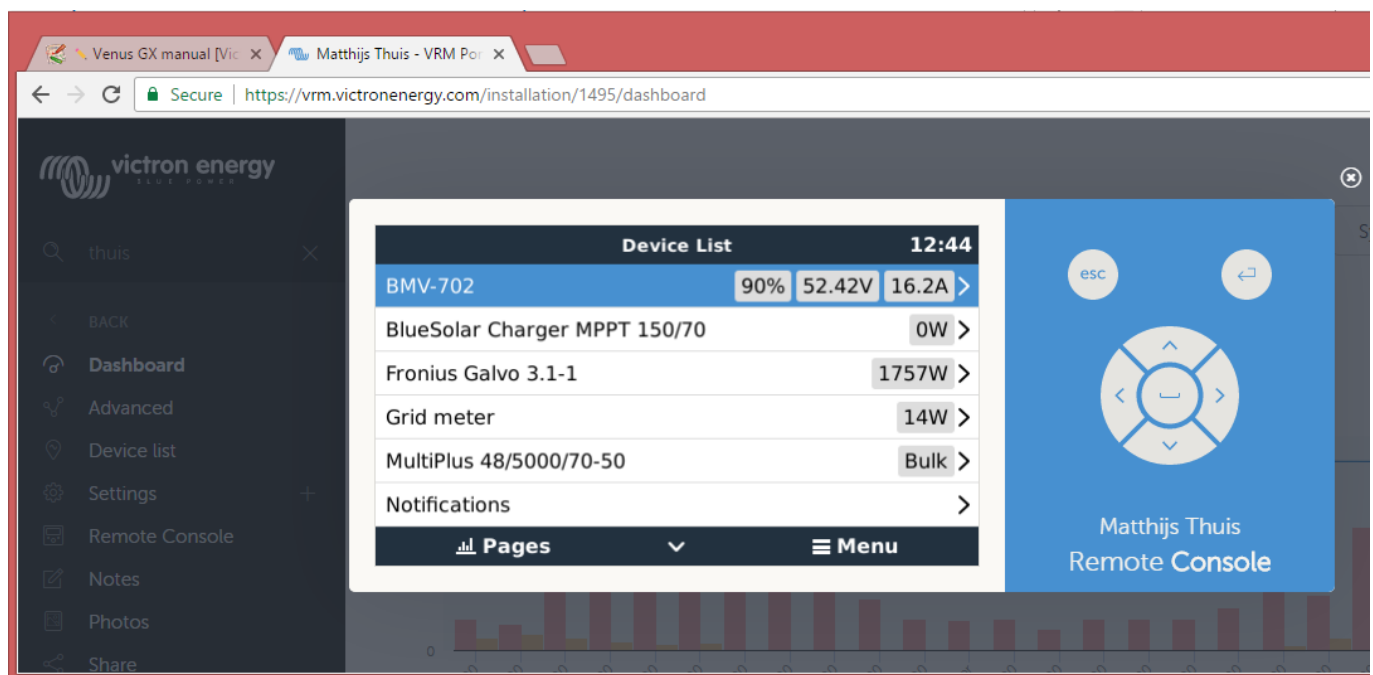 Venus GX manual [Vic
Matthijs Thuis - VRM Por
Secure | https://vrm.victronenergy.com/installation/1495/dashboard
victron energy
BLUE POWER
thuis
BACK
Dashboard
Advanced
Device list
Settings
Remote Console
Notes
Photos
Share
Device List 12:44
BMV-702 90% 52.42V 16.2A
BlueSolar Charger MPPT 150/70 0W
Fronius Galvo 3.1-1 1757W
Grid meter 14W
MultiPlus 48/5000/70-50 Bulk
Notifications
Pages Menu
esc
Matthijs Thuis
Remote Console
S
0